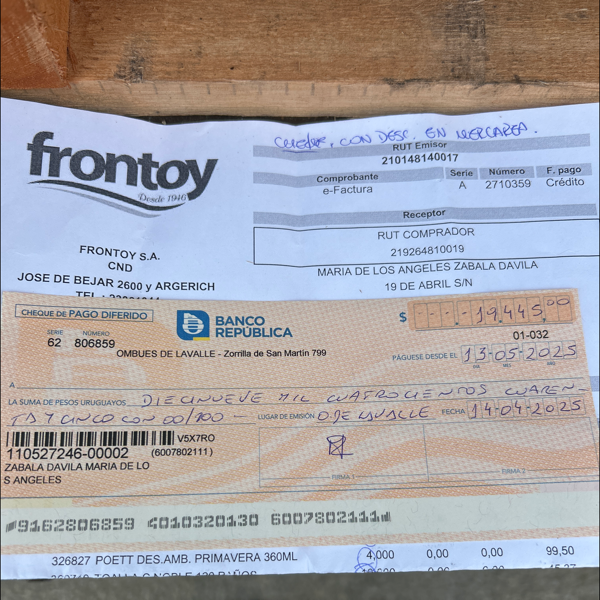 CON DESC. EN MERCADEA.
frontoy
Desde 1940
RUT Emisor
210148140017
Comprobante Serie Número F. pago
e-Factura A 2710359 Crédito
Receptor
RUT COMPRADOR
219264810019
FRONTOY S.A.
CND
JOSE DE BEJAR 2600 y ARGERICH
MARIA DE LOS ANGELES ZABALA DAVILA
19 DE ABRIL S/N
CHEQUE DE PAGO DIFERIDO
BANCO
REPÚBLICA
$ 19.445,00
SERIE NÚMERO
62 806859
01-032
OMBUES DE LAVALLE - Zorrilla de San Martin 799
PÁGUESE DESDE EL 13-05-2025
A
LA SUMA DE PESOS URUGUAYOS DIECINUEVE MIL CUATROCIENTOS CUAREN-
TA Y CINCO CON 00/100 - LUGAR DE EMISIÓN O.DE LAVALLE FECHA 14-04-2025
V5X7RO
110527246-00002 (6007802111)
ZABALA DAVILA MARIA DE LO
S ANGELES
FIRMA 1 FIRMA 2
9162806859 4010320130 6007802111
326827 POETT DES.AMB. PRIMAVERA 360ML 4,000 0,00 0,00 99,50